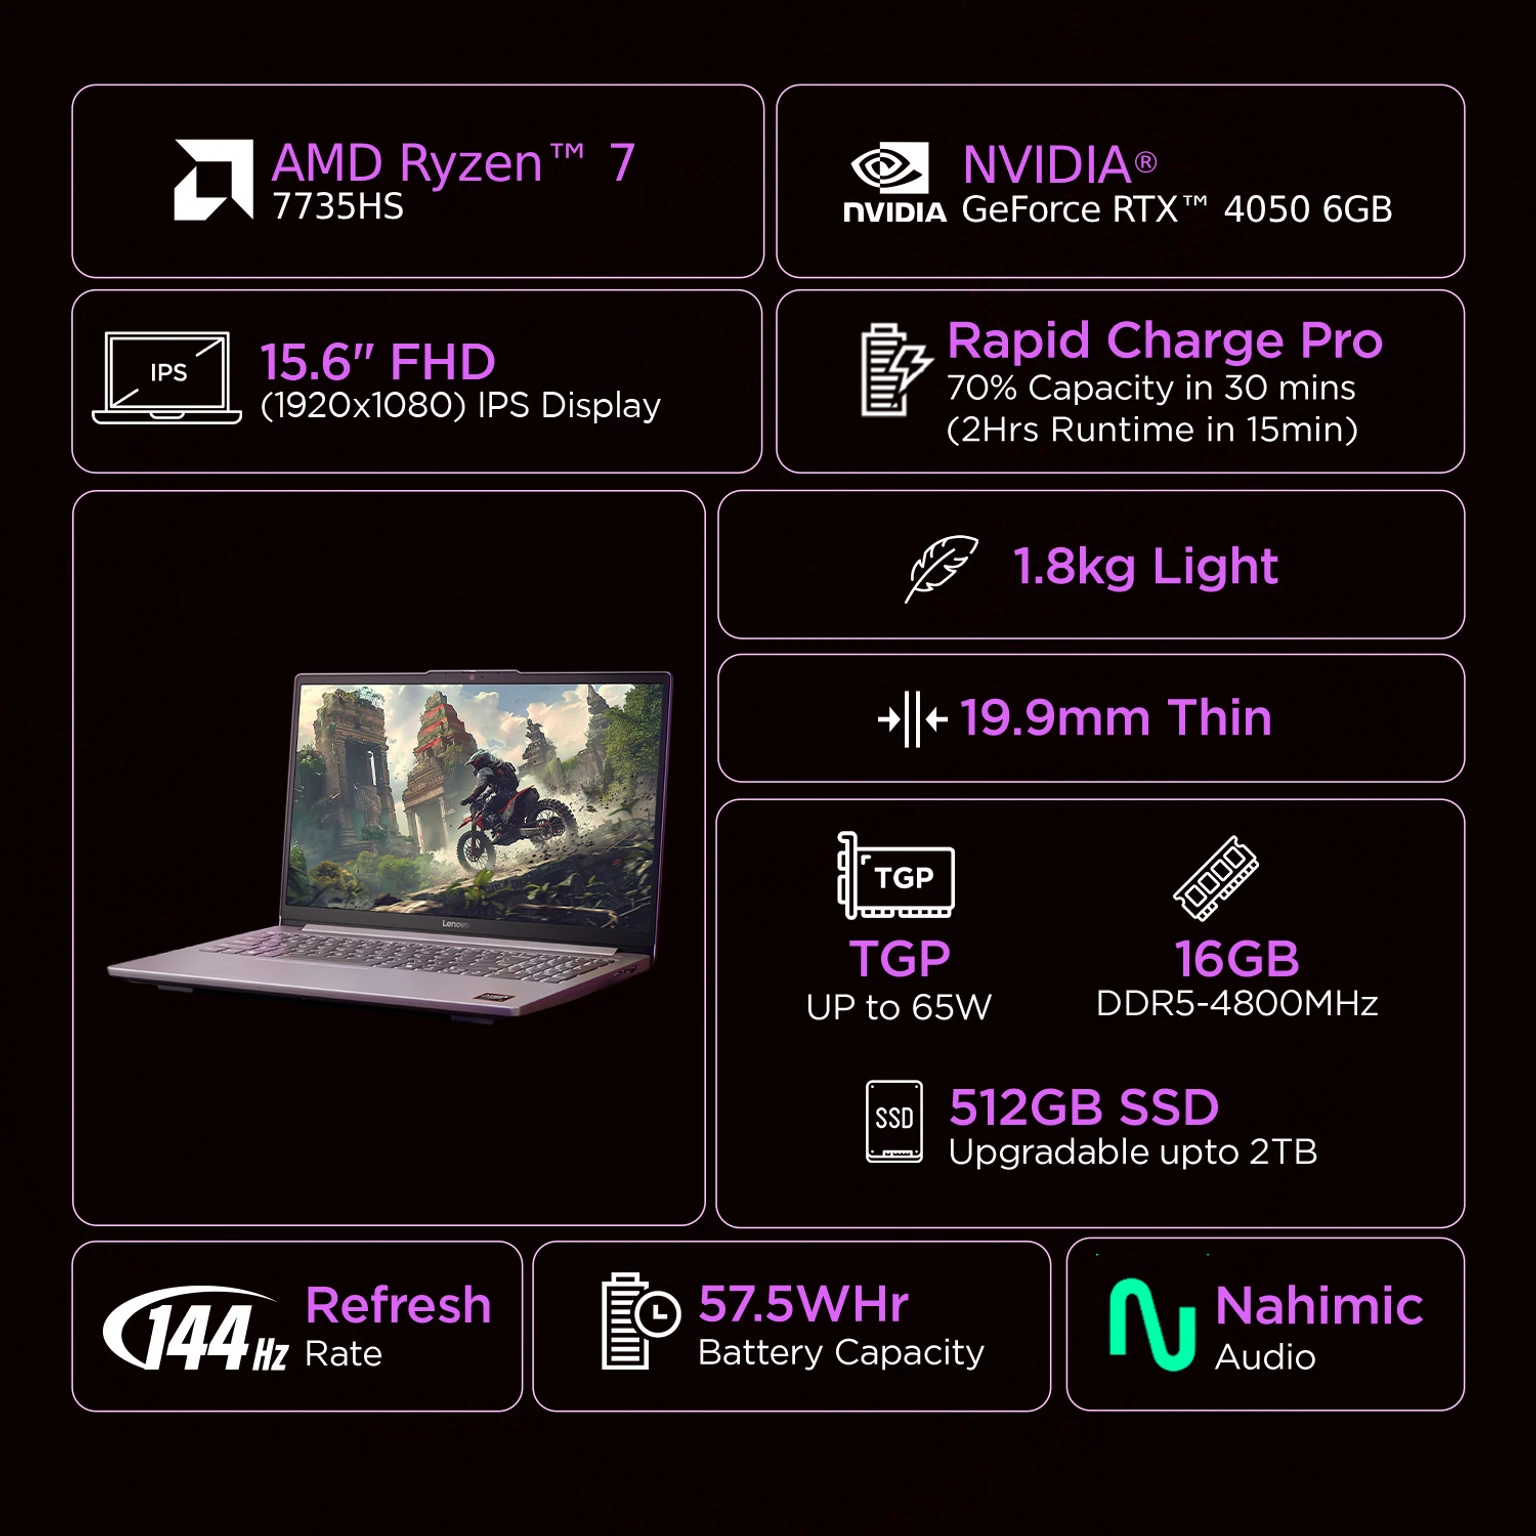 AMD Ryzen™ 7
7735HS
NVIDIA®
nVIDIA GeForce RTX™ 4050 6GB
IPS
15.6" FHD
(1920x1080) IPS Display
Rapid Charge Pro
70% Capacity in 30 mins
(2Hrs Runtime in 15min)
1.8kg Light
19.9mm Thin
Lenovo
TGP
TGP
UP to 65W
16GB
DDR5-4800MHz
SSD
512GB SSD
Upgradable upto 2TB
144Hz
Refresh
Rate
57.5WHr
Battery Capacity
Nahimic
Audio